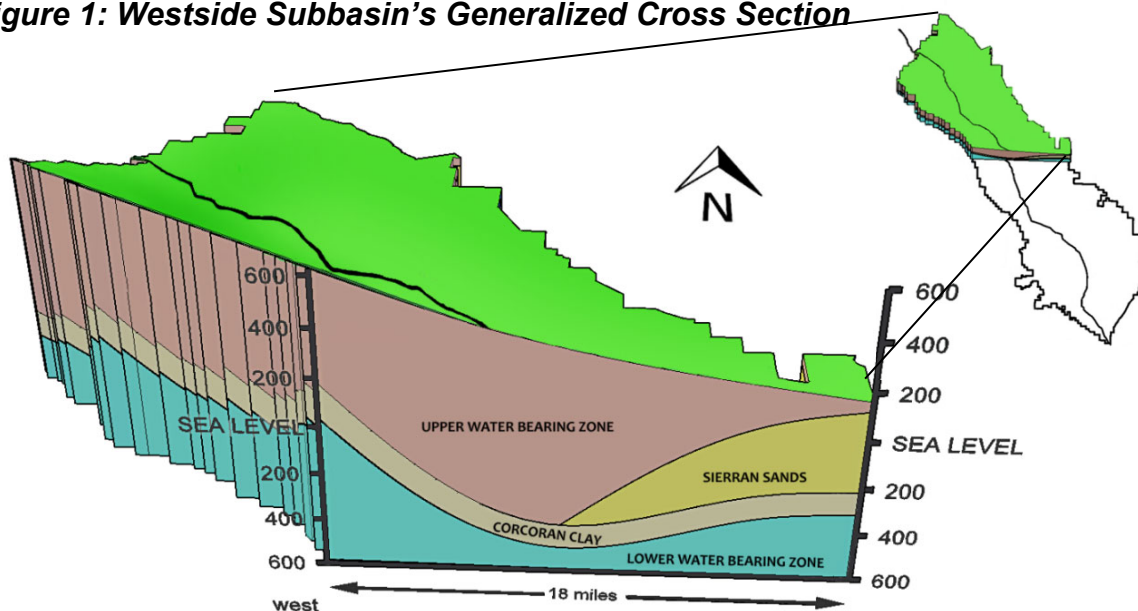 igure 1: Westside Subbasin's Generalized Cross Section
N
600
400
200
SEA LEVEL
200
400
600
600
400
200
SEA LEVEL
200
400
600
UPPER WATER BEARING ZONE
SIERRAN SANDS
CORCORAN CLAY
LOWER WATER BEARING ZONE
18 miles
west